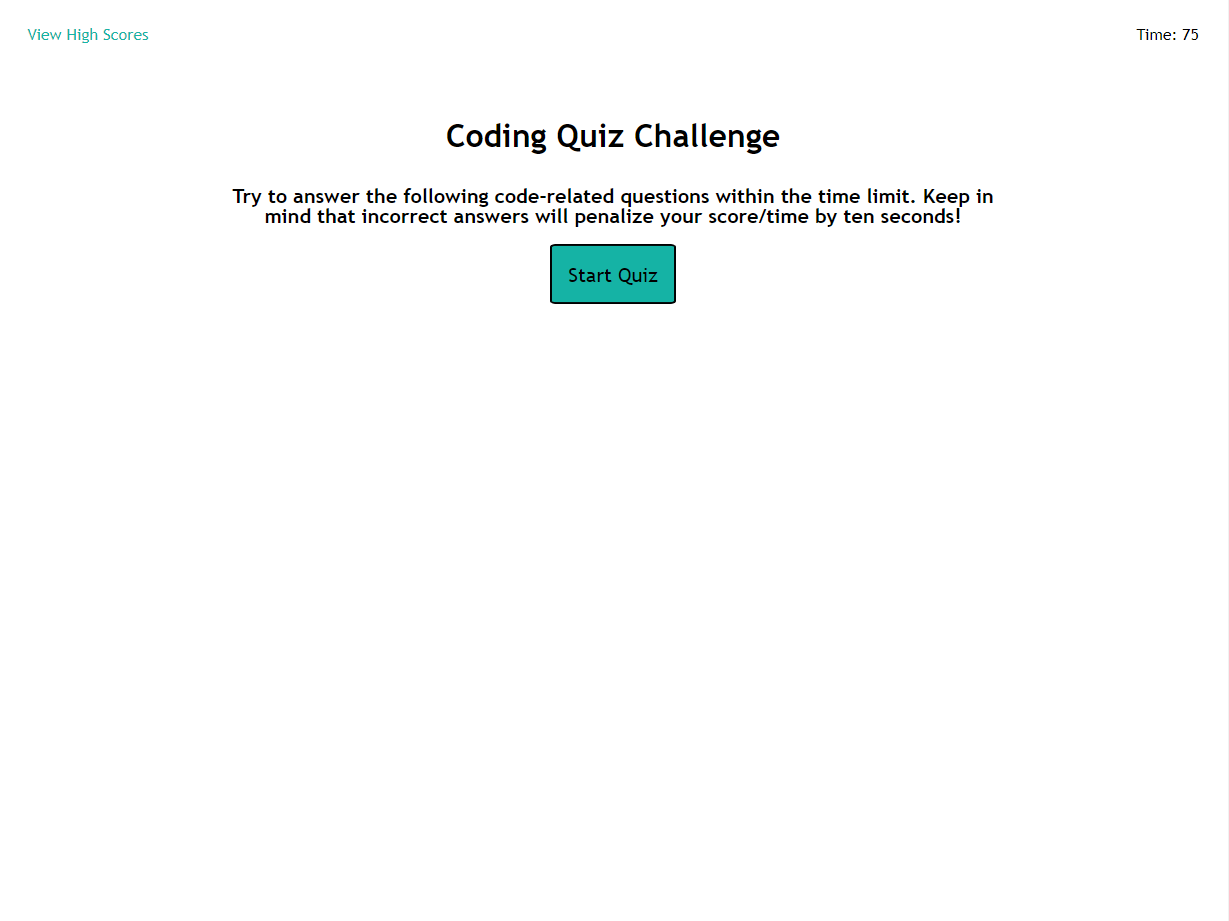 View High Scores
Time: 75
Coding Quiz Challenge
Try to answer the following code-related questions within the time limit. Keep in
mind that incorrect answers will penalize your score/time by ten seconds!
Start Quiz